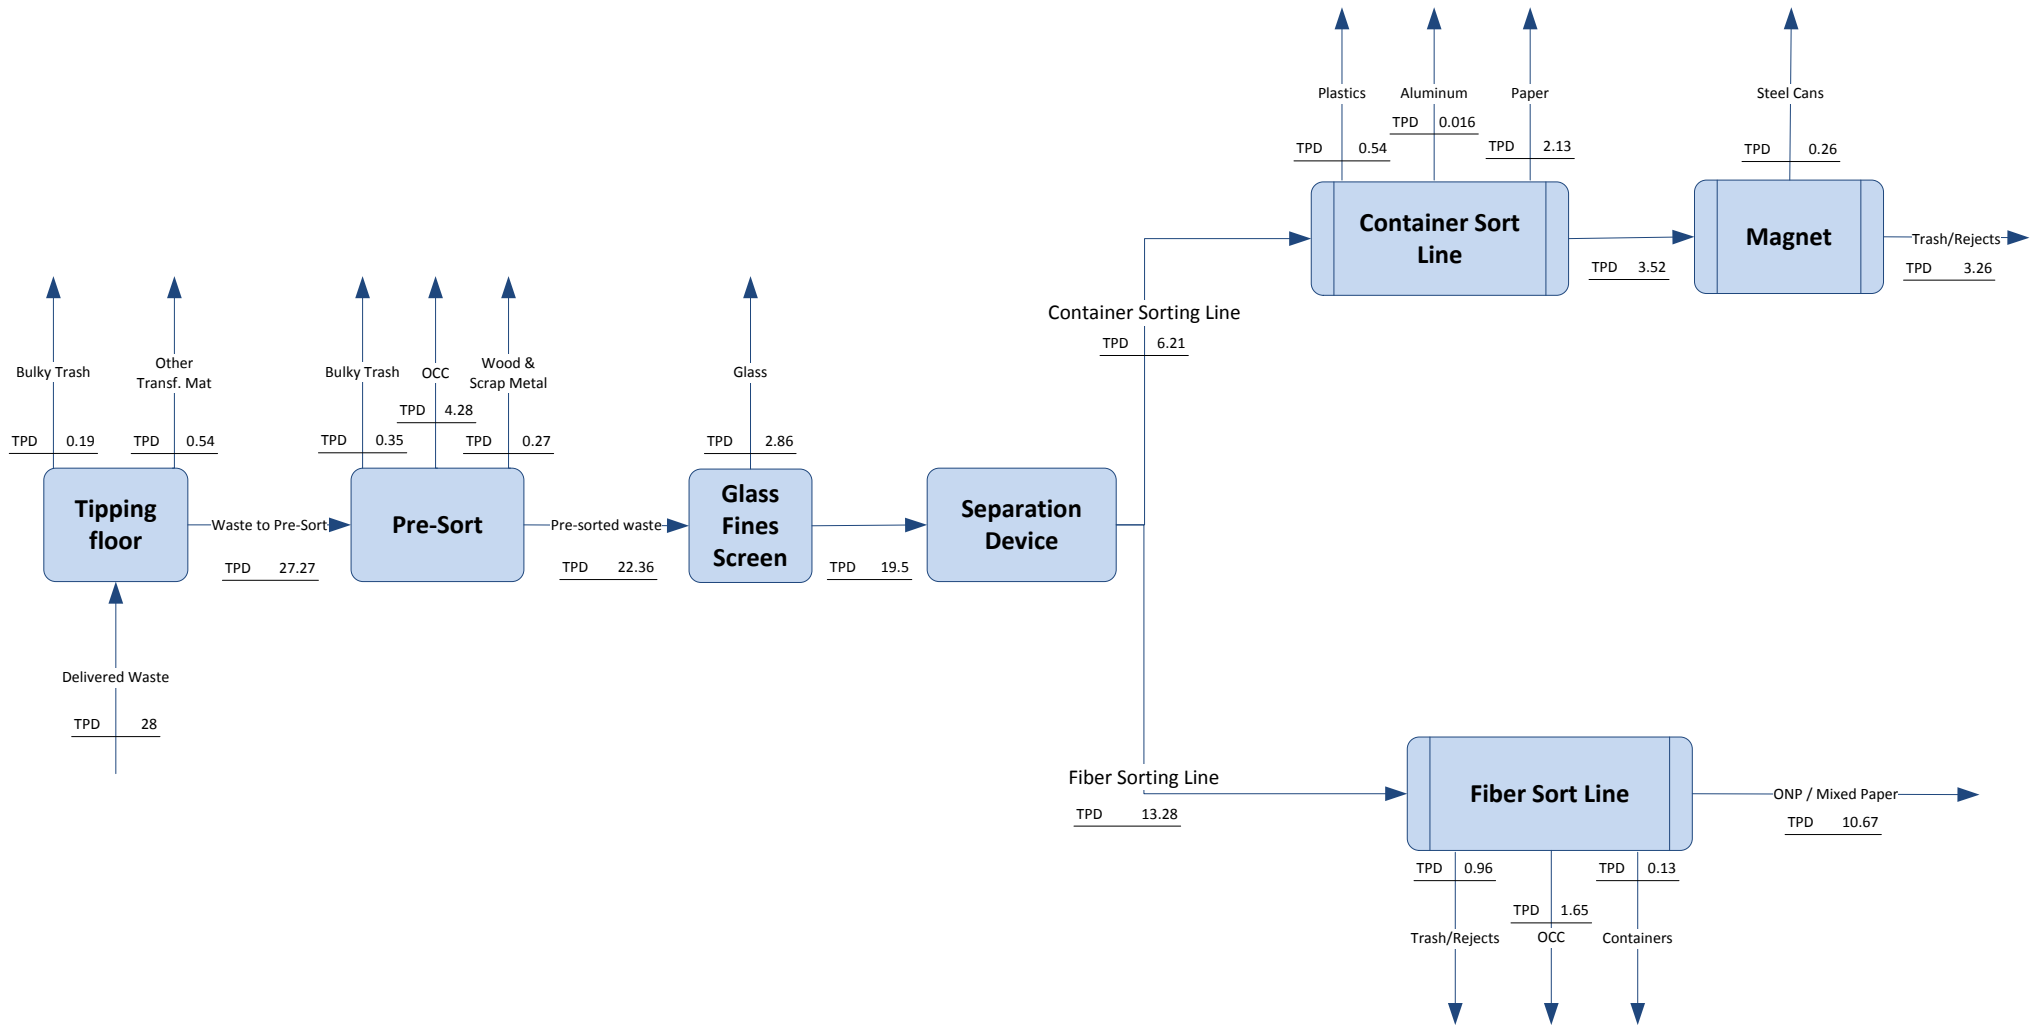 Plastics
Aluminum
Paper
Steel Cans
TPD 0.54
TPD 0.016
TPD 2.13
TPD 0.26
Container Sort
Line
Magnet
Trash/Rejects
TPD 3.52
TPD 3.26
Container Sorting Line
TPD 6.21
Bulky Trash
Other
Transf. Mat
Bulky Trash
OCC
Wood &
Scrap Metal
Glass
TPD 0.19
TPD 0.54
TPD 0.35
TPD 4.28
TPD 0.27
TPD 2.86
Tipping
floor
Waste to Pre-Sort
Pre-Sort
Pre-sorted waste
Glass
Fines
Screen
Separation
Device
TPD 27.27
TPD 22.36
TPD 19.5
Delivered Waste
TPD 28
Fiber Sorting Line
TPD 13.28
Fiber Sort Line
ONP / Mixed Paper
TPD 10.67
TPD 0.96
TPD 1.65
TPD 0.13
Trash/Rejects
OCC
Containers